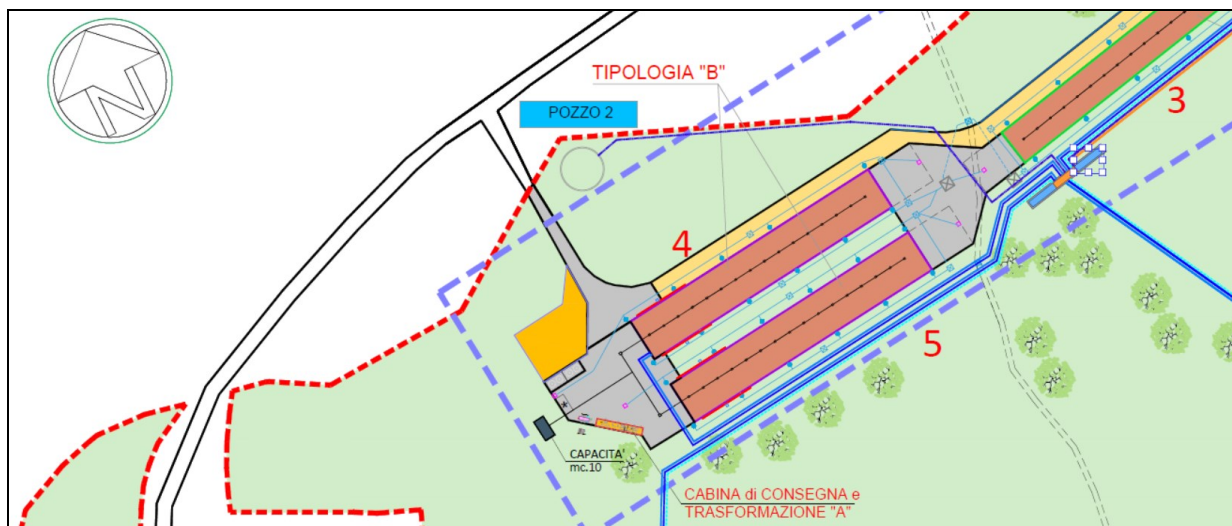 N
TIPOLOGIA "B"
POZZO 2
3
4
5
CAPACITA'
mc.10
CABINA di CONSEGNA e
TRASFORMAZIONE "A"